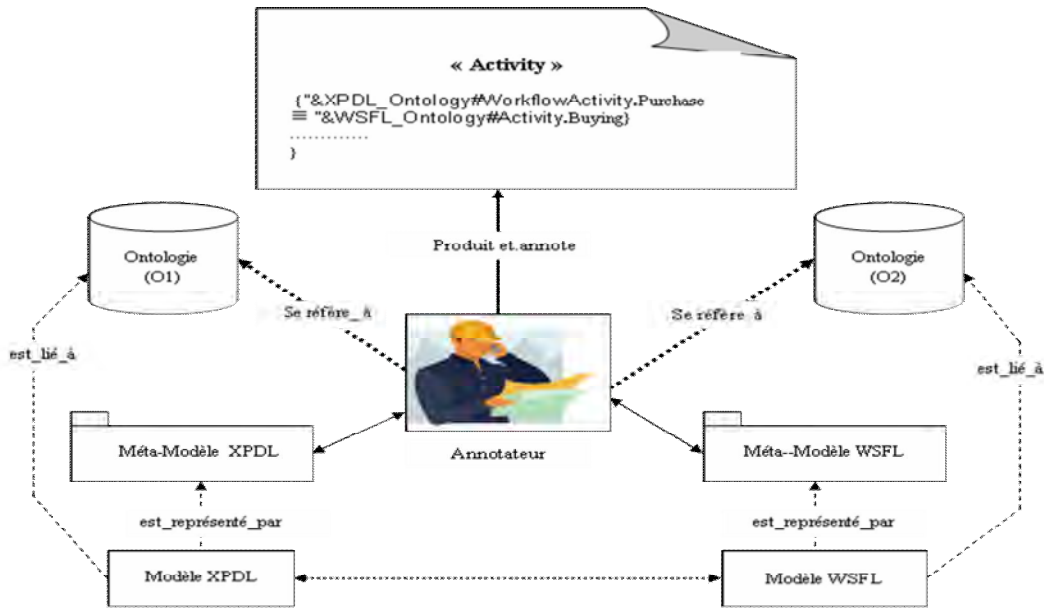 « Activity »
{"&XPDL_Ontology#WorkflowActivity.Purchase
≡ "&WSFL_Ontology#Activity.Buying}
.............
}
Produit et annote
Ontologie
(O1)
Ontologie
(O2)
Se réfère_à
Se réfère_à
est_lié_à
est_lié_à
Méta-Modèle XPDL
Annotateur
Méta--Modèle WSFL
est_représenté_par
est_représenté_par
Modèle XPDL
Modèle WSFL